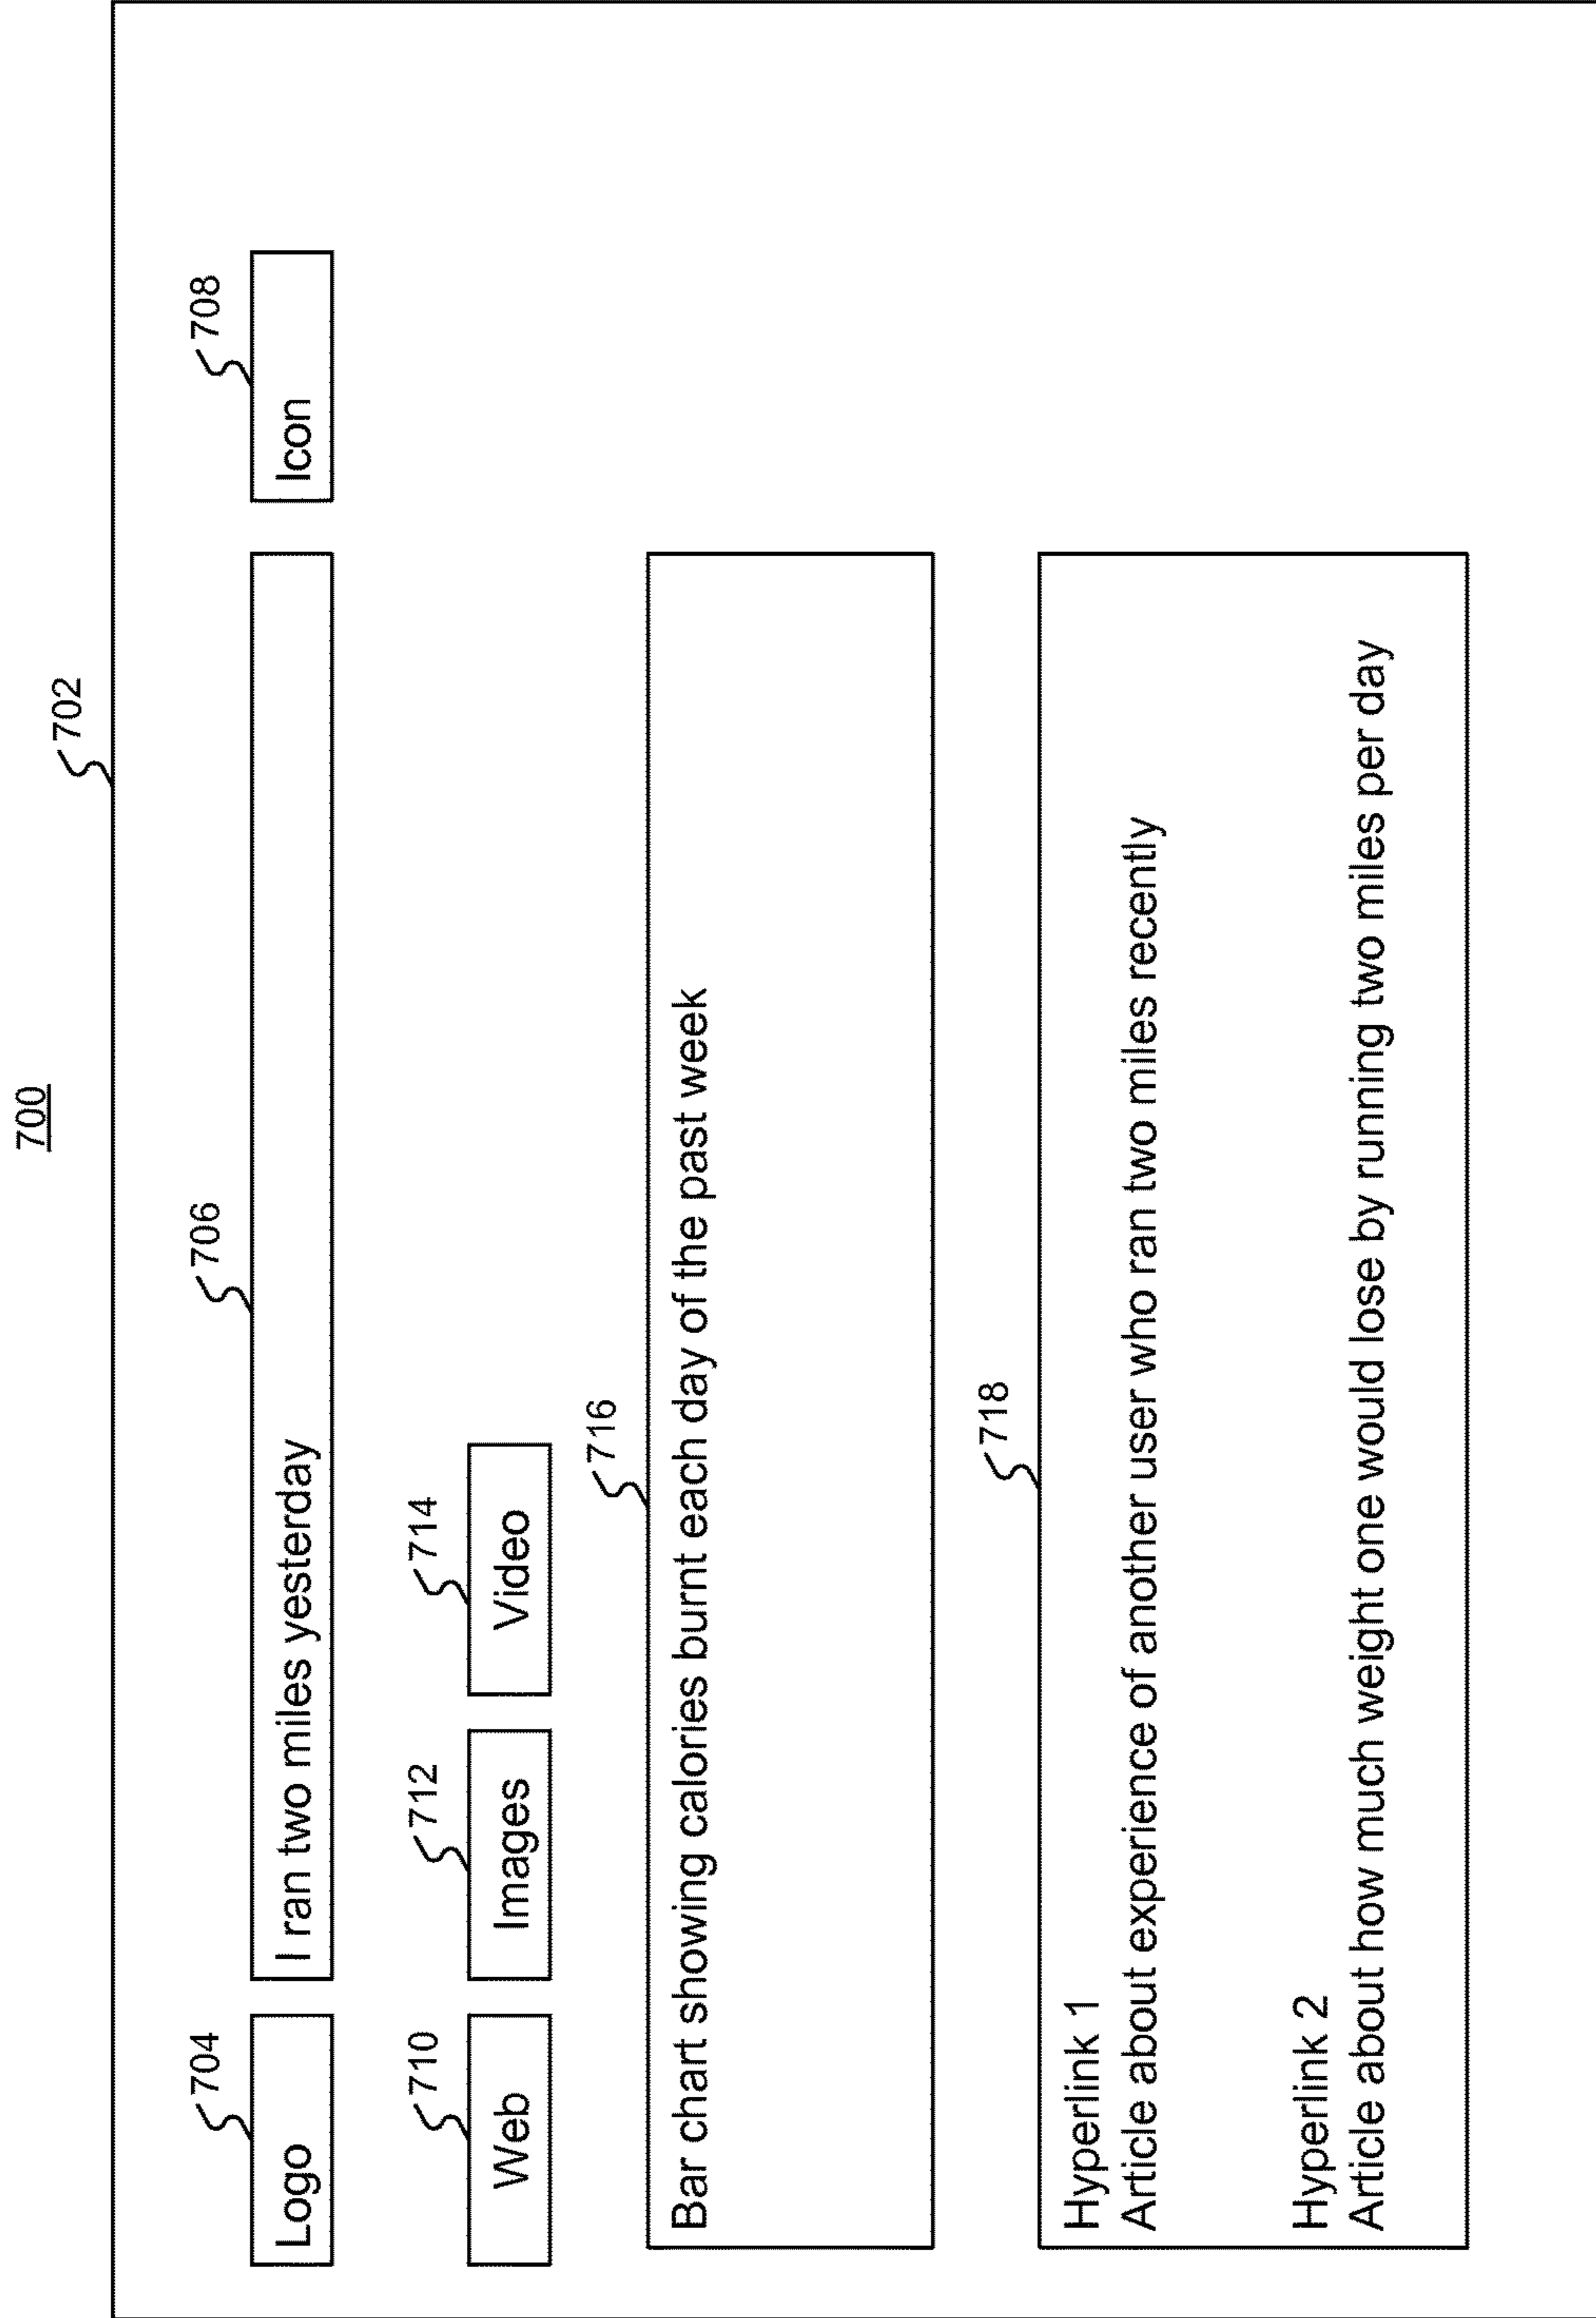 700
702
704
706
708
Logo
I ran two miles yesterday
Icon
710
712
714
Web
Images
Video
716
Bar chart showing calories burnt each day of the past week
718
Hyperlink 1
Article about experience of another user who ran two miles recently
Hyperlink 2
Article about how much weight one would lose by running two miles per day